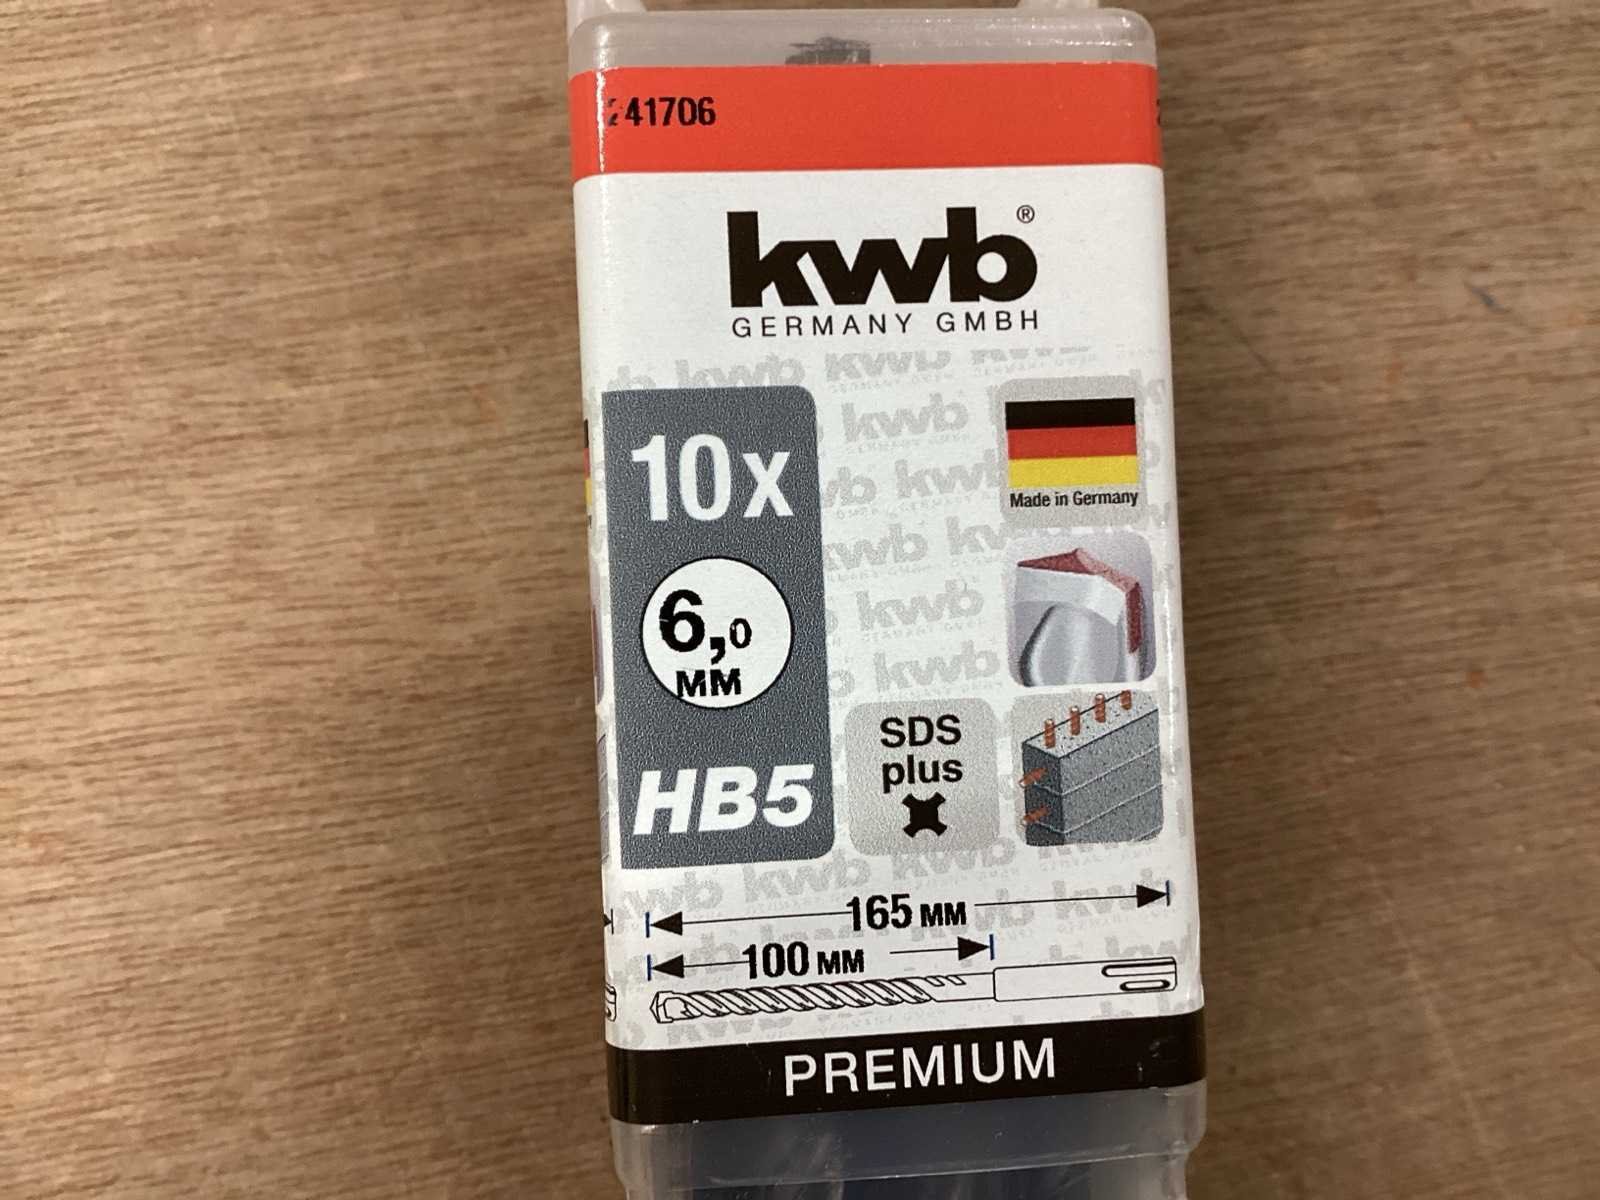 241706
kwb®
GERMANY GMBH
10x
6,0
MM
HB5
Made in Germany
SDS
plus
165 MM
100 MM
PREMIUM